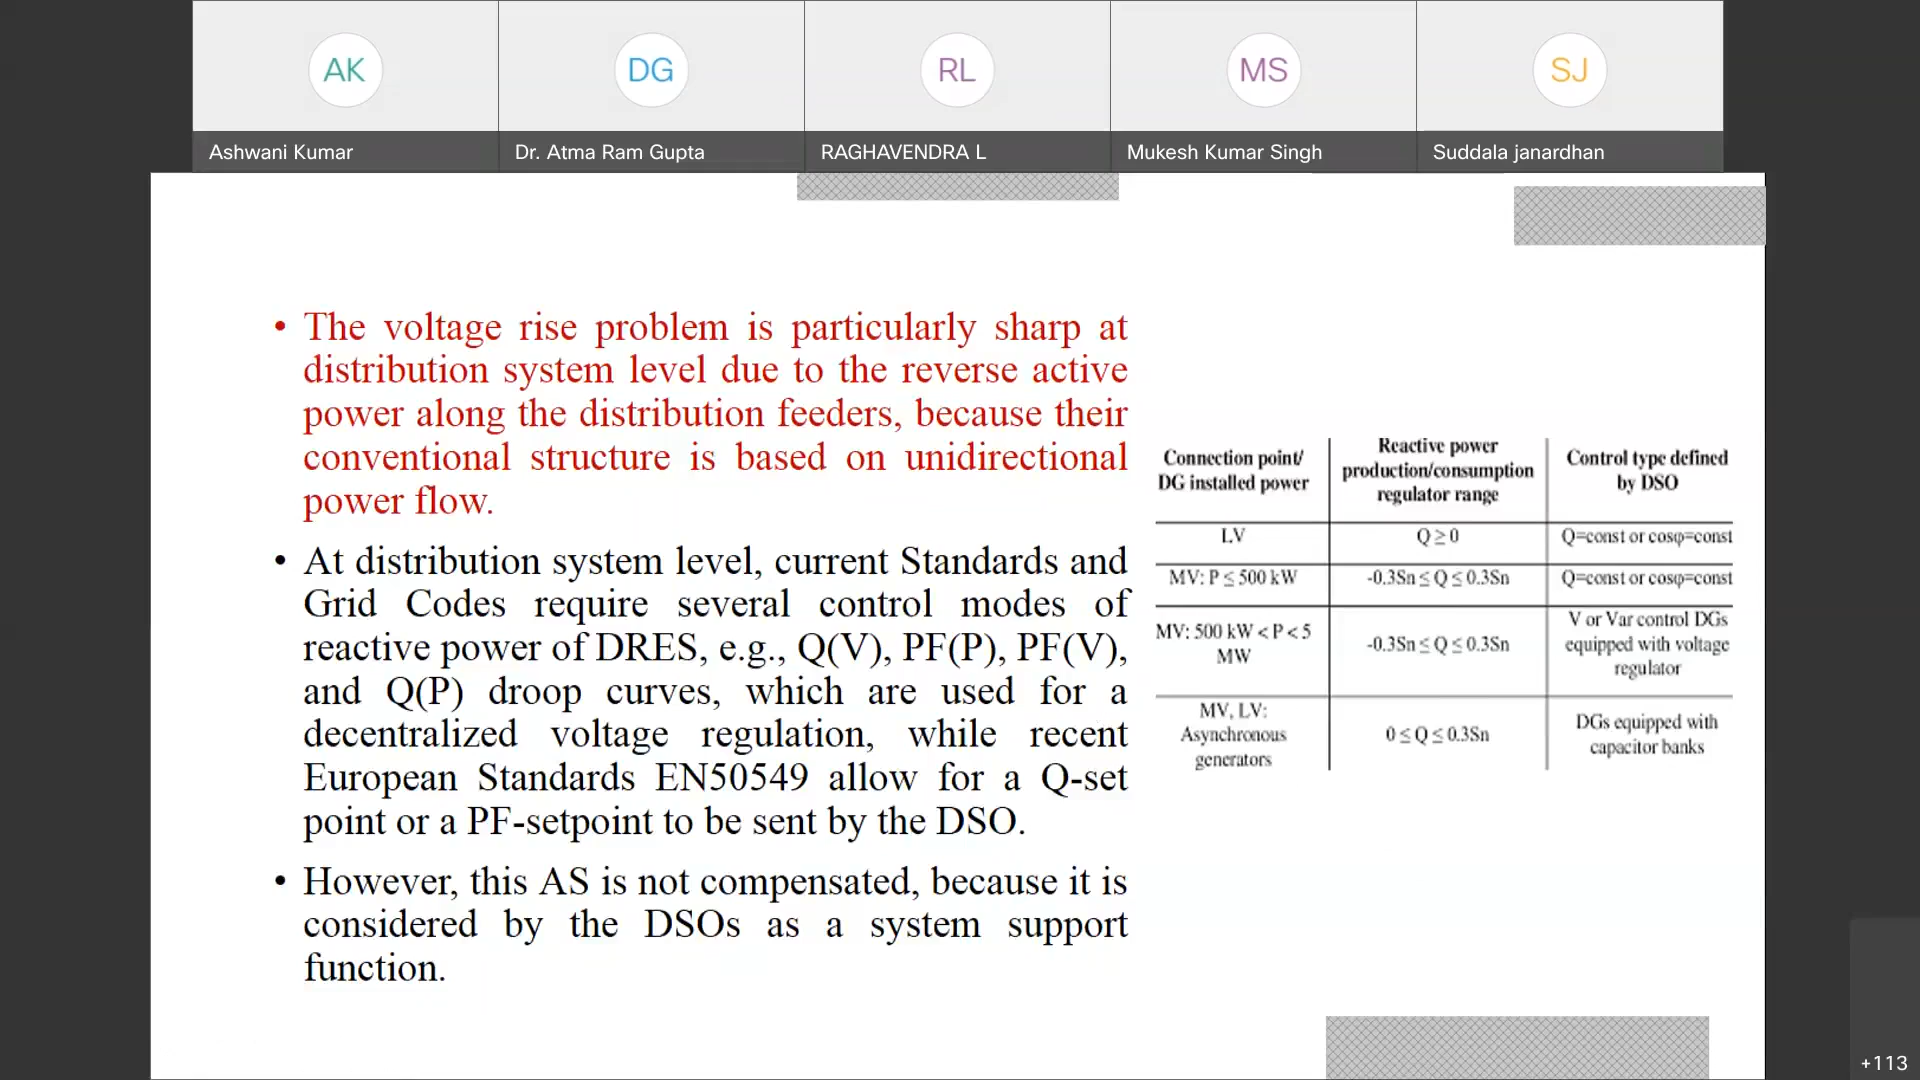 AK
DG
RL
MS
SJ
Ashwani Kumar
Dr. Atma Ram Gupta
RAGHAVENDRA L
Mukesh Kumar Singh
Suddala janardhan
• The voltage rise problem is particularly sharp at
distribution system level due to the reverse active
power along the distribution feeders, because their
conventional structure is based on unidirectional
power flow.
• At distribution system level, current Standards and
Grid Codes require several control modes of
reactive power of DRES, e.g., Q(V), PF(P), PF(V),
and Q(P) droop curves, which are used for a
decentralized voltage regulation, while recent
European Standards EN50549 allow for a Q-set
point or a PF-setpoint to be sent by the DSO.
• However, this AS is not compensated, because it is
considered by the DSOs as a system support
function.
Connection point/
DG installed power
Reactive power
production/consumption
regulator range
Control type defined
by DSO
LV
Q≥0
Q=const or cosφ=const
MV: P ≤ 500 kW
-0.3Sn ≤ Q ≤ 0.3Sn
Q=const or cosφ=const
MV: 500 kW < P < 5
MW
-0.3Sn ≤ Q ≤ 0.3Sn
V or Var control DGs
equipped with voltage
regulator
MV, LV:
Asynchronous
generators
0 ≤ Q ≤ 0.3Sn
DGs equipped with
capacitor banks
+113